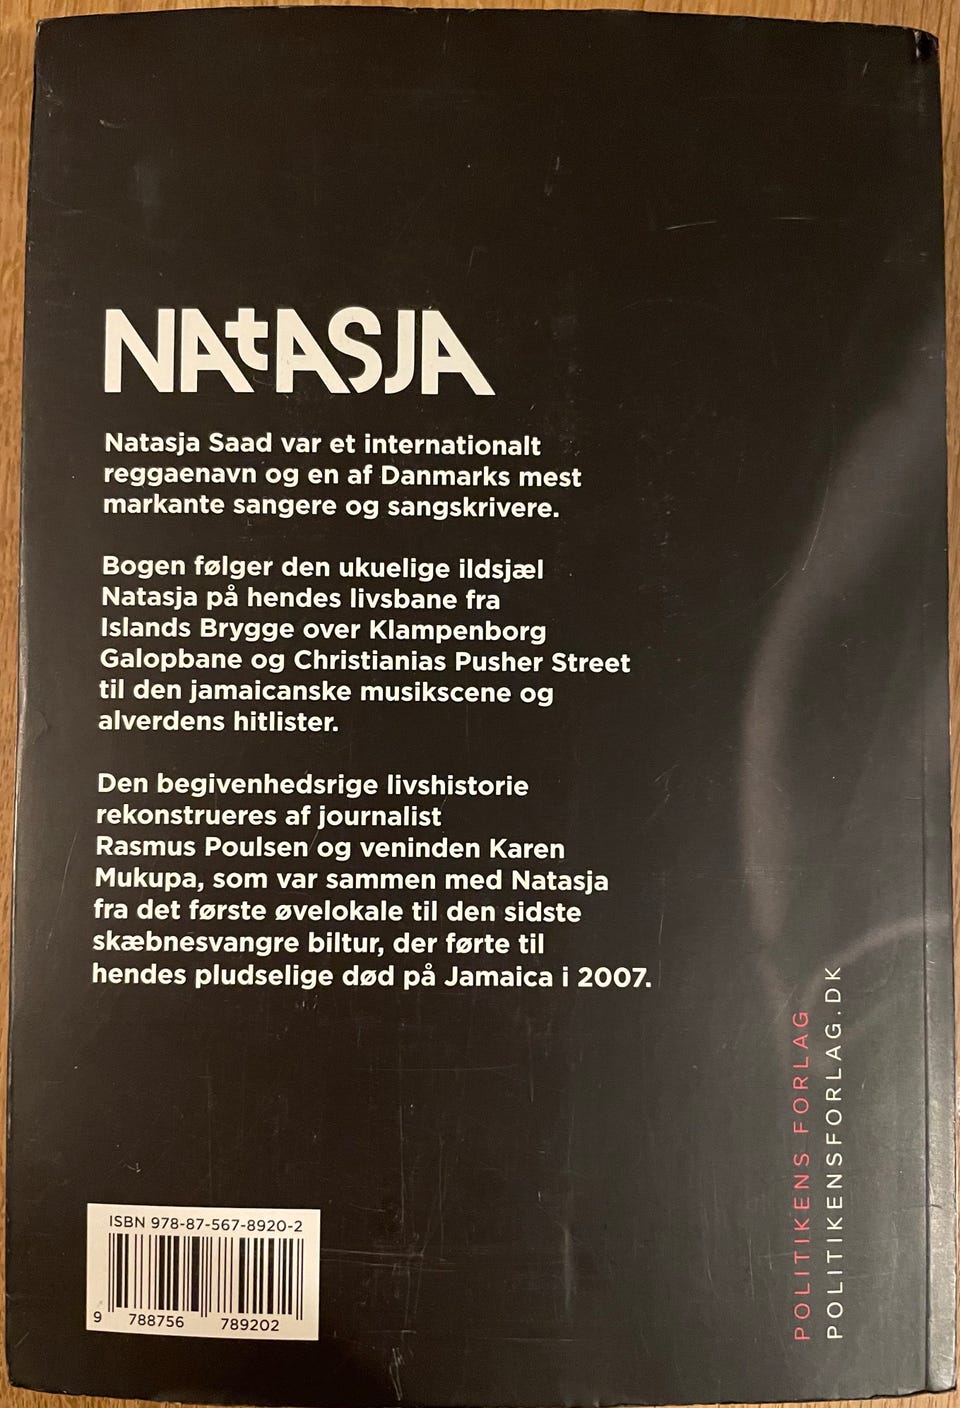 NAtASJA
Natasja Saad var et internationalt
reggaenavn og en af Danmarks mest
markante sangere og sangskrivere.
Bogen følger den ukuelige ildsjæl
Natasja på hendes livsbane fra
Islands Brygge over Klampenborg
Galopbane og Christianias Pusher Street
til den jamaicanske musikscene og
alverdens hitlister.
Den begivenhedsrige livshistorie
rekonstrueres af journalist
Rasmus Poulsen og veninden Karen
Mukupa, som var sammen med Natasja
fra det første øvelokale til den sidste
skæbnesvangre biltur, der førte til
hendes pludselige død på Jamaica i 2007.
POLITIKENS FORLAG
POLITIKENSFORLAG.DK
ISBN 978-87-567-8920-2
9 788756 789202